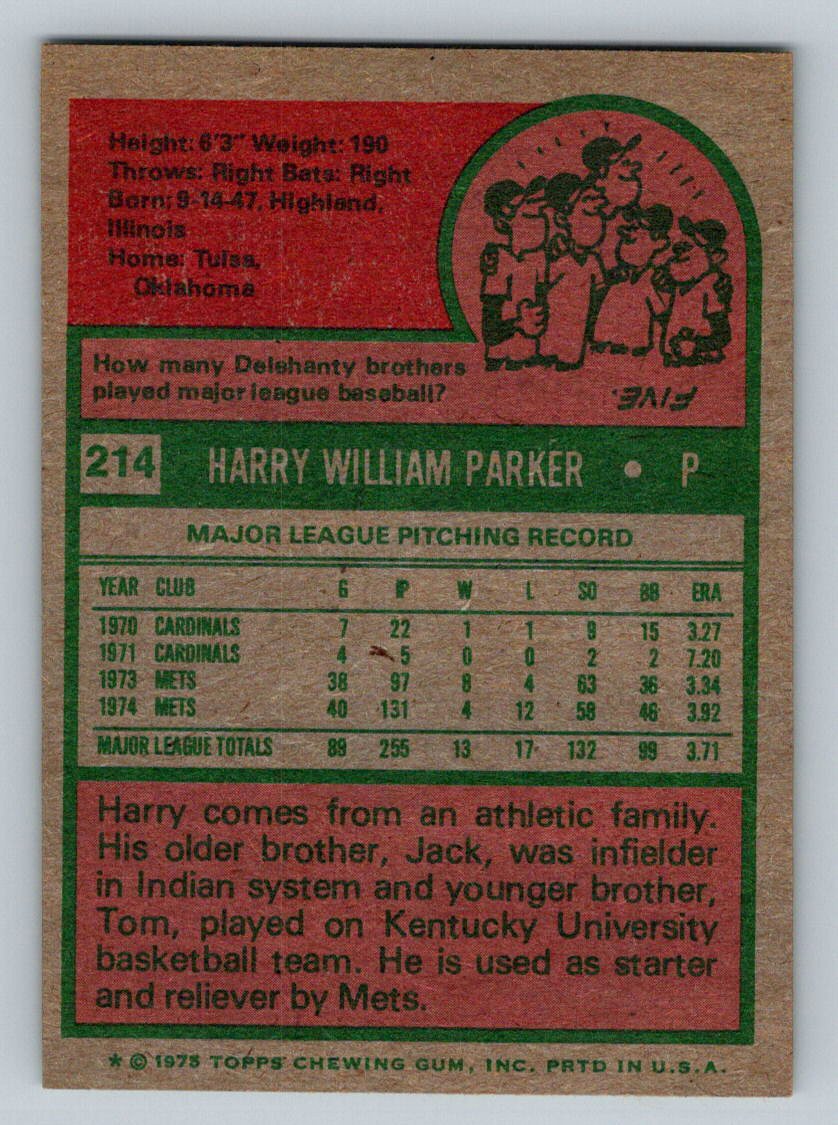 Height: 6'3" Weight: 190
Throws: Right Bats: Right
Born: 9-14-47, Highland,
Illinois
Home: Tulsa,
Oklahoma
How many Delehanty brothers
played major league baseball?
FIVE.
214 HARRY WILLIAM PARKER • P
MAJOR LEAGUE PITCHING RECORD
YEAR CLUB G IP W L SO BB ERA
1970 CARDINALS 7 22 1 1 9 15 3.27
1971 CARDINALS 4 5 0 0 2 2 7.20
1973 METS 38 97 8 4 63 36 3.34
1974 METS 40 131 4 12 58 46 3.92
MAJOR LEAGUE TOTALS 89 255 13 17 132 99 3.71
Harry comes from an athletic family.
His older brother, Jack, was infielder
in Indian system and younger brother,
Tom, played on Kentucky University
basketball team. He is used as starter
and reliever by Mets.
* © 1975 TOPPS CHEWING GUM, INC. PRTD IN U.S.A.